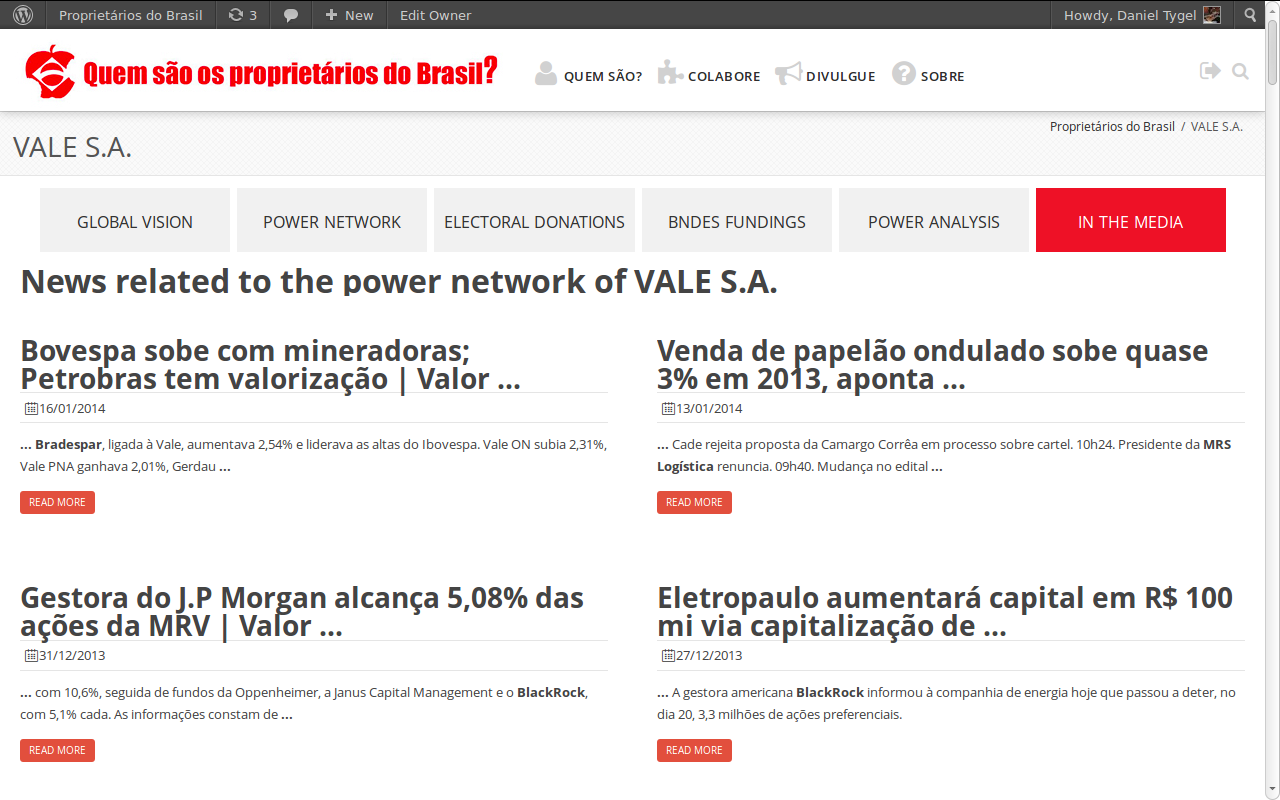 Proprietários do Brasil 3 New Edit Owner Howdy, Daniel Tygel
Quem são os proprietários do Brasil? QUEM SÃO? COLABORE DIVULGUE SOBRE
Proprietários do Brasil / VALE S.A.
VALE S.A.
GLOBAL VISION POWER NETWORK ELECTORAL DONATIONS BNDES FUNDINGS POWER ANALYSIS IN THE MEDIA
News related to the power network of VALE S.A.
Bovespa sobe com mineradoras;
Petrobras tem valorização | Valor ...
16/01/2014
... Bradespar, ligada à Vale, aumentava 2,54% e liderava as altas do Ibovespa. Vale ON subia 2,31%,
Vale PNA ganhava 2,01%, Gerdau ...
READ MORE
Venda de papelão ondulado sobe quase
3% em 2013, aponta ...
13/01/2014
... Cade rejeita proposta da Camargo Corrêa em processo sobre cartel. 10h24. Presidente da MRS
Logística renuncia. 09h40. Mudança no edital ...
READ MORE
Gestora do J.P Morgan alcança 5,08% das
ações da MRV | Valor ...
31/12/2013
... com 10,6%, seguida de fundos da Oppenheimer, a Janus Capital Management e o BlackRock,
com 5,1% cada. As informações constam de ...
READ MORE
Eletropaulo aumentará capital em R$ 100
mi via capitalização de ...
27/12/2013
... A gestora americana BlackRock informou à companhia de energia hoje que passou a deter, no
dia 20, 3,3 milhões de ações preferenciais.
READ MORE